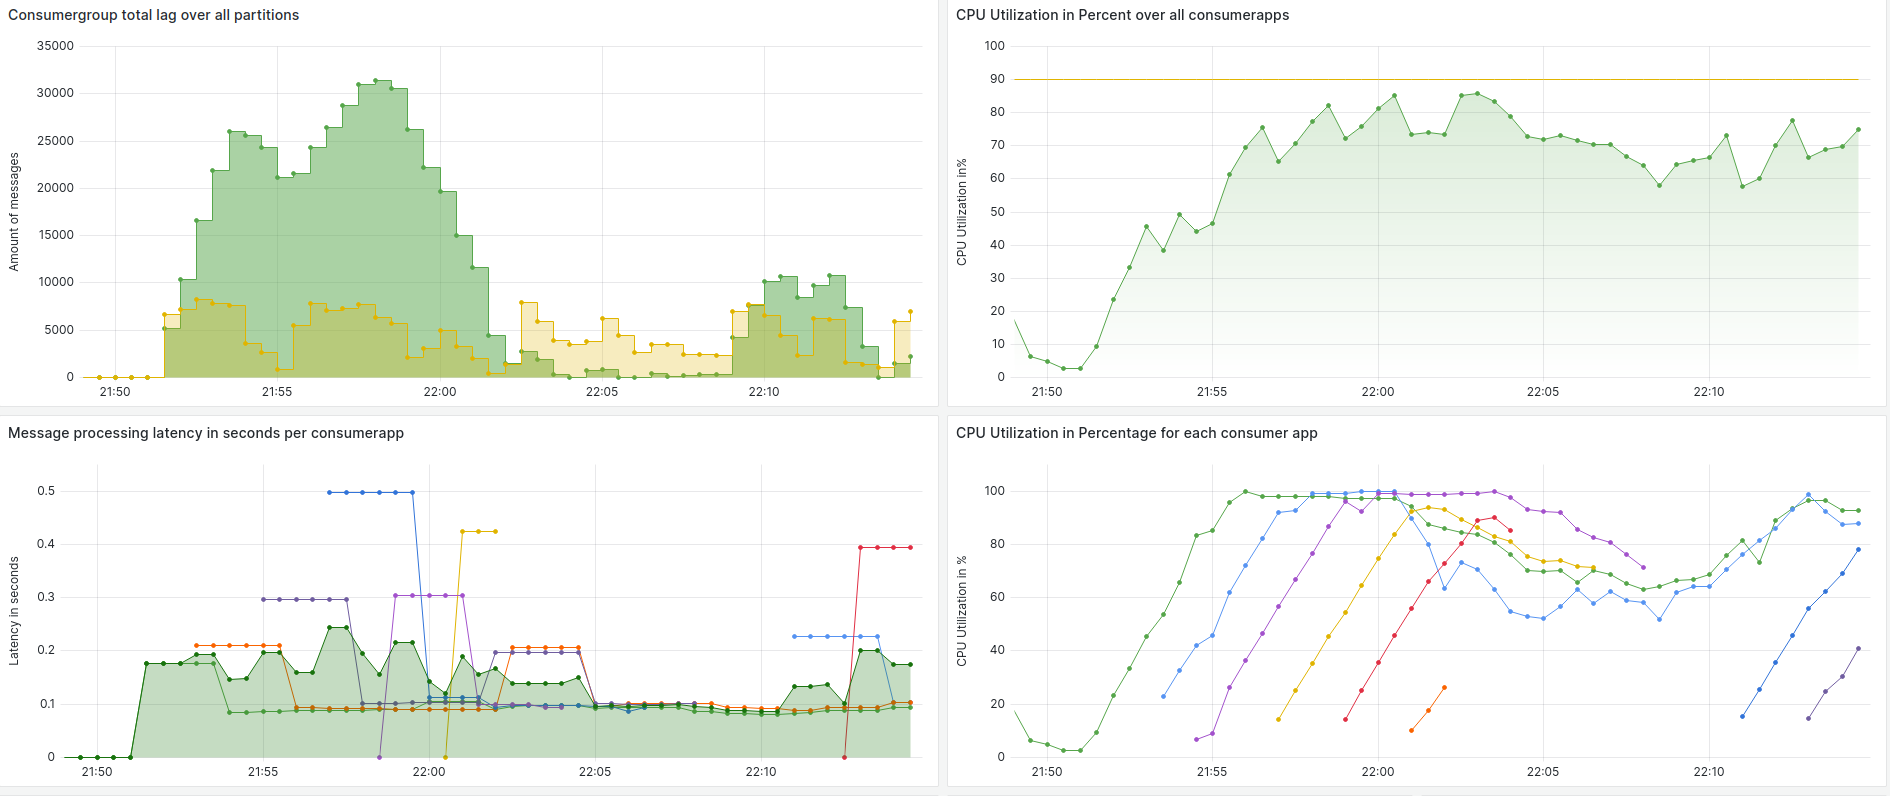 Consumergroup total lag over all partitions
Amount of messages
35000
30000
25000
20000
15000
10000
5000
0
21:50 21:55 22:00 22:05 22:10
CPU Utilization in Percent over all consumerapps
CPU Utilization in%
100
90
80
70
60
50
40
30
20
10
0
21:50 21:55 22:00 22:05 22:10
Message processing latency in seconds per consumerapp
Latency in seconds
0.5
0.4
0.3
0.2
0.1
0
21:50 21:55 22:00 22:05 22:10
CPU Utilization in Percentage for each consumer app
CPU Utilization in %
100
80
60
40
20
0
21:50 21:55 22:00 22:05 22:10